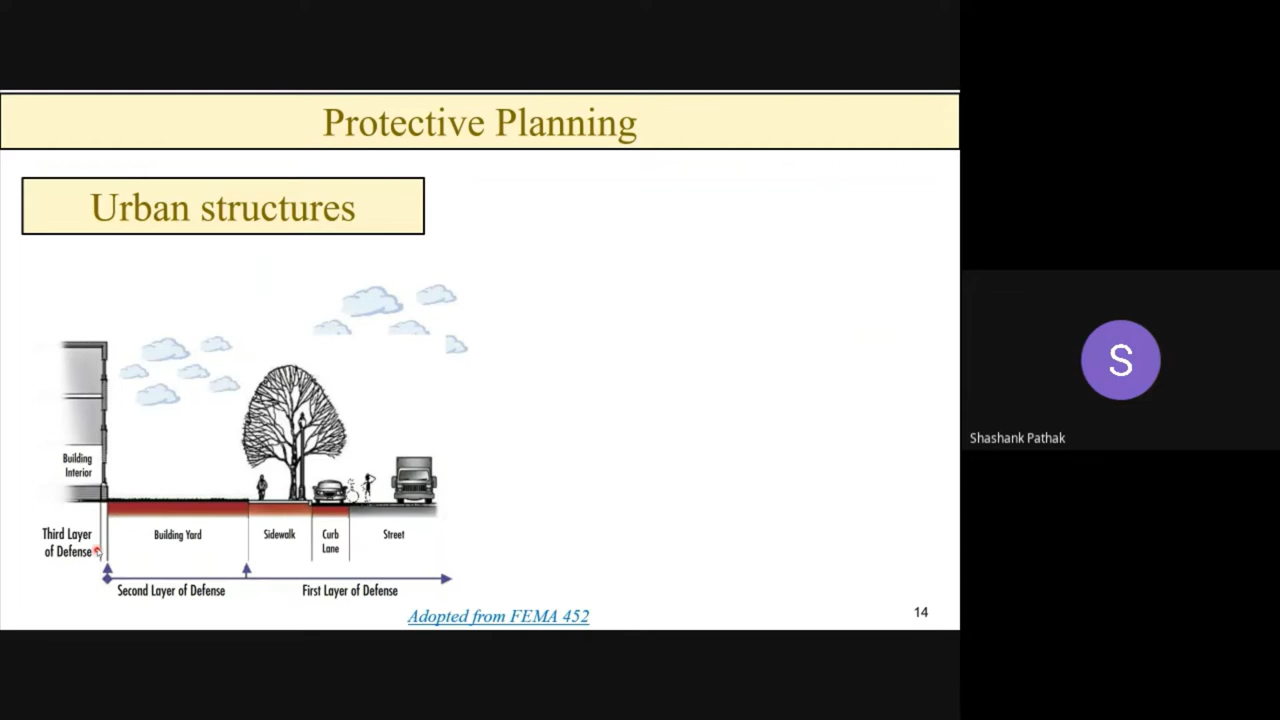 Protective Planning
Urban structures
Building
Interior
Third Layer
of Defense
Building Yard
Sidewalk
Curb
Lane
Street
Second Layer of Defense
First Layer of Defense
Adopted from FEMA 452
14
S
Shashank Pathak